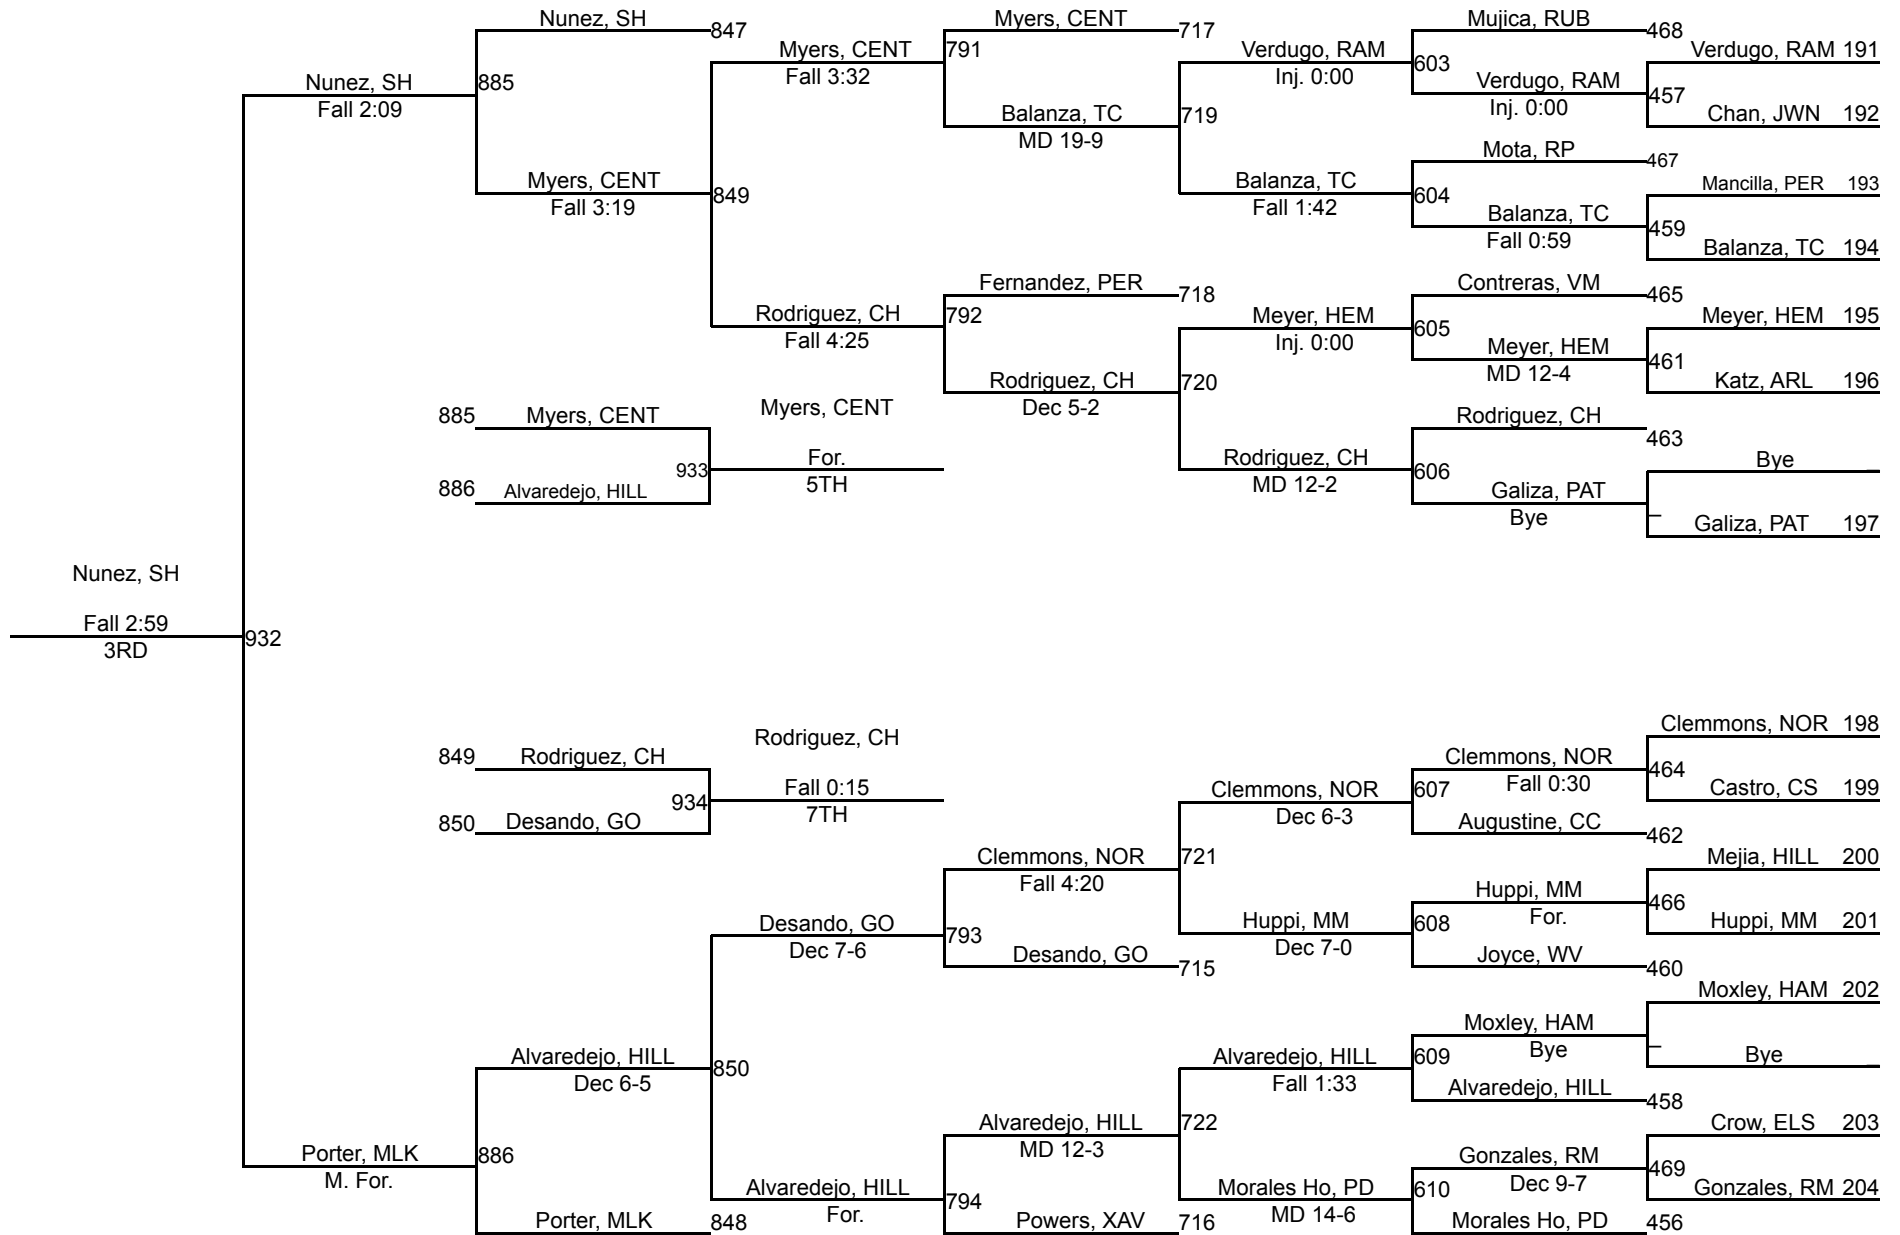 Nunez, SH
847
Myers, CENT
717
Mujica, RUB
468
Myers, CENT
791
Verdugo, RAM
Verdugo, RAM 191
603
Fall 3:32
Inj. 0:00
Nunez, SH
885
Verdugo, RAM
457
Fall 2:09
Inj. 0:00
Balanza, TC
719
Chan, JWN 192
MD 19-9
Mota, RP
467
Myers, CENT
849
Balanza, TC
604
Mancilla, PER 193
Fall 3:19
Fall 1:42
Balanza, TC
459
Fall 0:59
Balanza, TC 194
Fernandez, PER
718
Contreras, VM
465
Rodriguez, CH
792
Meyer, HEM
605
Meyer, HEM 195
Fall 4:25
Inj. 0:00
Meyer, HEM
461
MD 12-4
Rodriguez, CH
720
Katz, ARL 196
Dec 5-2
885
Myers, CENT
Myers, CENT
Rodriguez, CH
463
933
For.
Rodriguez, CH
606
Bye
5TH
MD 12-2
886
Alvaredejo, HILL
Galiza, PAT
Bye
Galiza, PAT 197
Nunez, SH
Fall 2:59
932
3RD
Clemmons, NOR 198
849
Rodriguez, CH
Rodriguez, CH
Clemmons, NOR
464
Fall 0:30
934
Fall 0:15
Clemmons, NOR
607
Castro, CS 199
7TH
Dec 6-3
850
Desando, GO
Augustine, CC
462
Clemmons, NOR
721
Mejia, HILL 200
Fall 4:20
Huppi, MM
466
For.
Desando, GO
793
Huppi, MM
608
Huppi, MM 201
Dec 7-6
Dec 7-0
Desando, GO
715
Joyce, WV
460
Moxley, HAM 202
Moxley, HAM
Bye
Alvaredejo, HILL
850
Alvaredejo, HILL
609
Bye
Dec 6-5
Fall 1:33
Alvaredejo, HILL
458
Alvaredejo, HILL
722
Crow, ELS 203
MD 12-3
Porter, MLK
886
Gonzales, RM
469
M. For.
Dec 9-7
Alvaredejo, HILL
794
Morales Ho, PD
610
Gonzales, RM 204
For.
MD 14-6
Porter, MLK
848
Powers, XAV
716
Morales Ho, PD
456